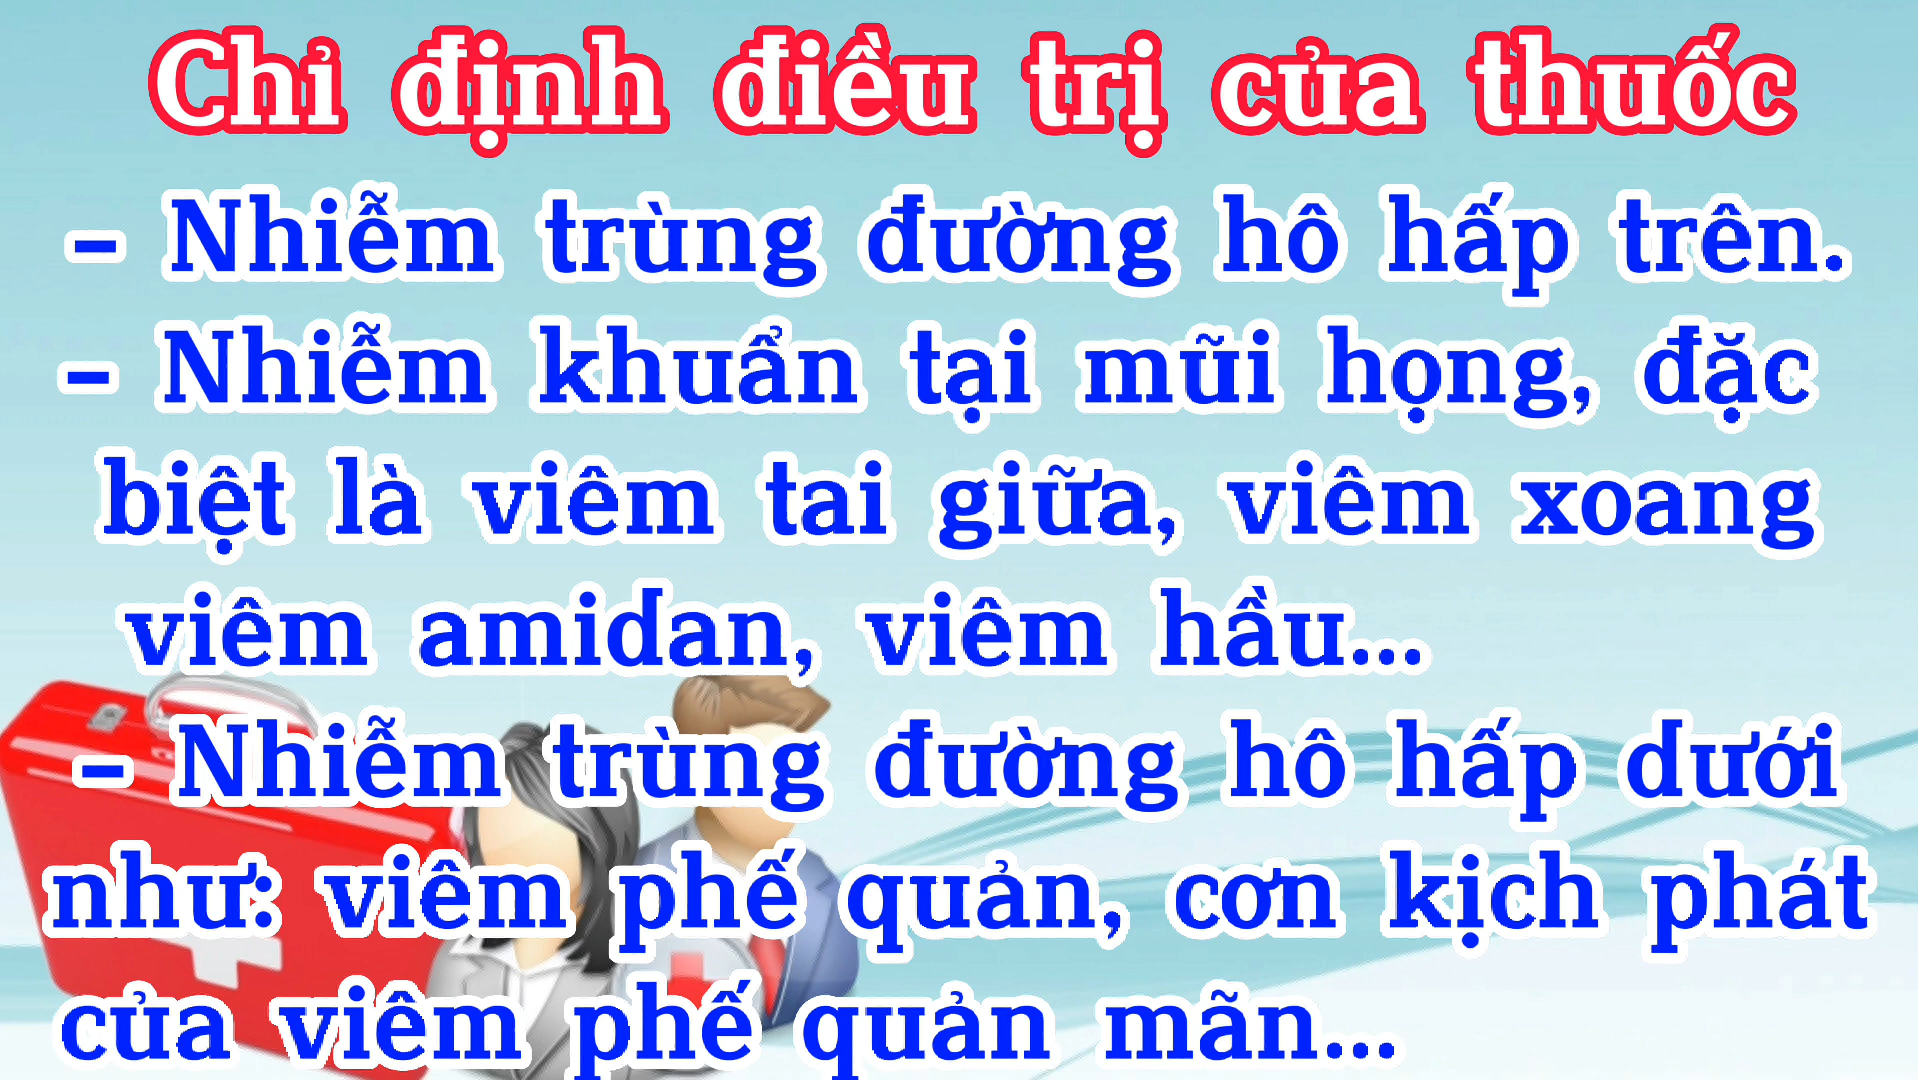 Chỉ định điều trị của thuốc
- Nhiễm trùng đường hô hấp trên.
- Nhiễm khuẩn tại mũi họng, đặc
biệt là viêm tai giữa, viêm xoang
viêm amidan, viêm hầu...
- Nhiễm trùng đường hô hấp dưới
như: viêm phế quản, cơn kịch phát
của viêm phế quản mãn...